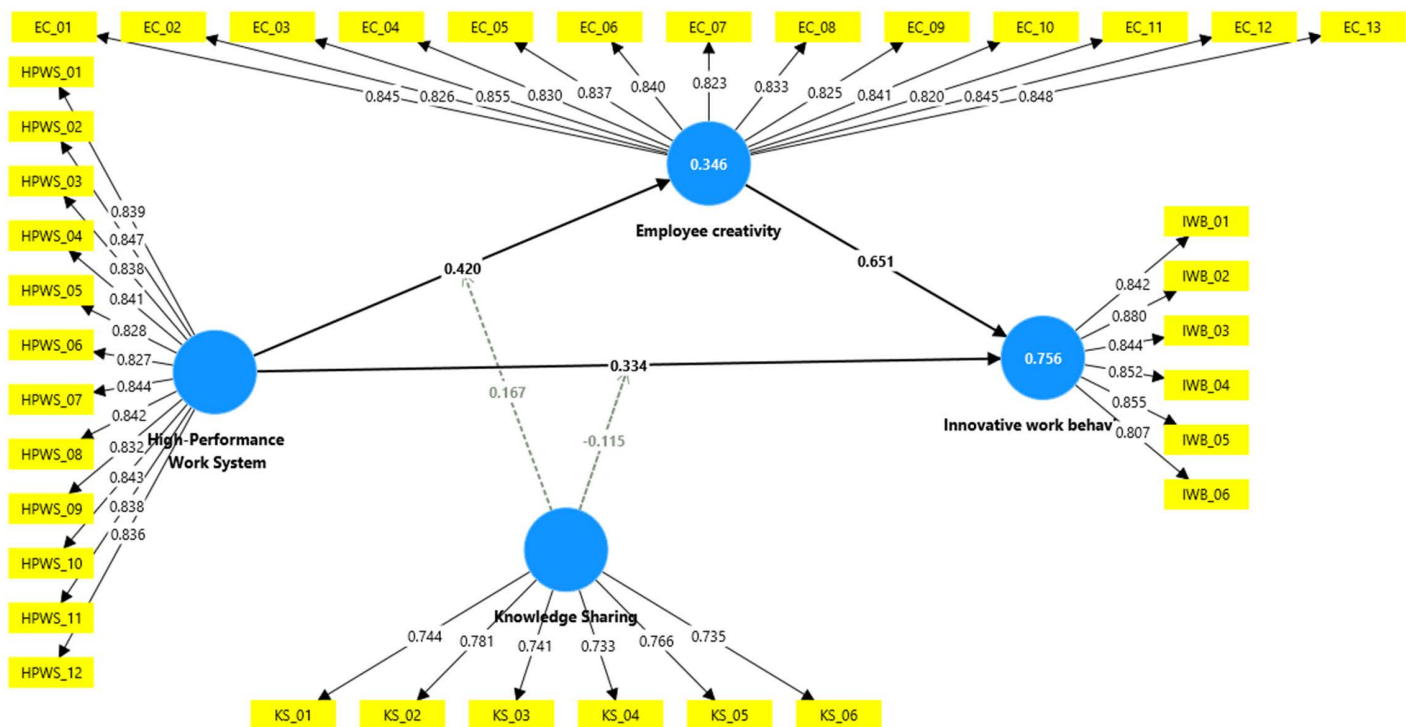 EC_01 EC_02 EC_03 EC_04 EC_05 EC_06 EC_07 EC_08 EC_09 EC_10 EC_11 EC_12 EC_13
0.845 0.826 0.855 0.830 0.837 0.840 0.823 0.833 0.825 0.841 0.820 0.845 0.848
0.346
Employee creativity
HPWS_01
HPWS_02
HPWS_03
HPWS_04
HPWS_05
HPWS_06
HPWS_07
HPWS_08
HPWS_09
HPWS_10
HPWS_11
HPWS_12
0.839
0.847
0.838
0.841
0.828
0.827
0.844
0.842
0.832
0.843
0.838
0.836
High-Performance
Work System
0.420
0.651
0.334
0.167
-0.115
0.756
Innovative work behav
IWB_01
IWB_02
IWB_03
IWB_04
IWB_05
IWB_06
0.842
0.880
0.844
0.852
0.855
0.807
Knowledge Sharing
0.744 0.781 0.741 0.733 0.766 0.735
KS_01 KS_02 KS_03 KS_04 KS_05 KS_06